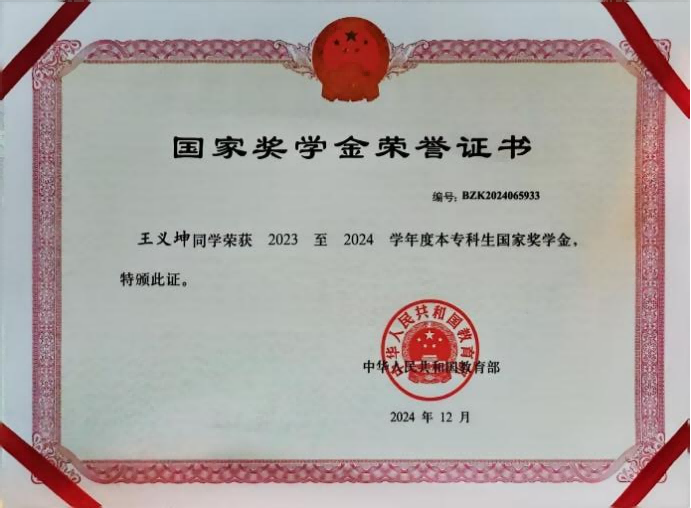 国家奖学金荣誉证书
编号：BZK2024065933
王义坤同学荣获 2023 至 2024 学年度本专科生国家奖学金，
特颁此证。
中华人民共和国教育部
中华人民共和国教育部
2024 年 12 月